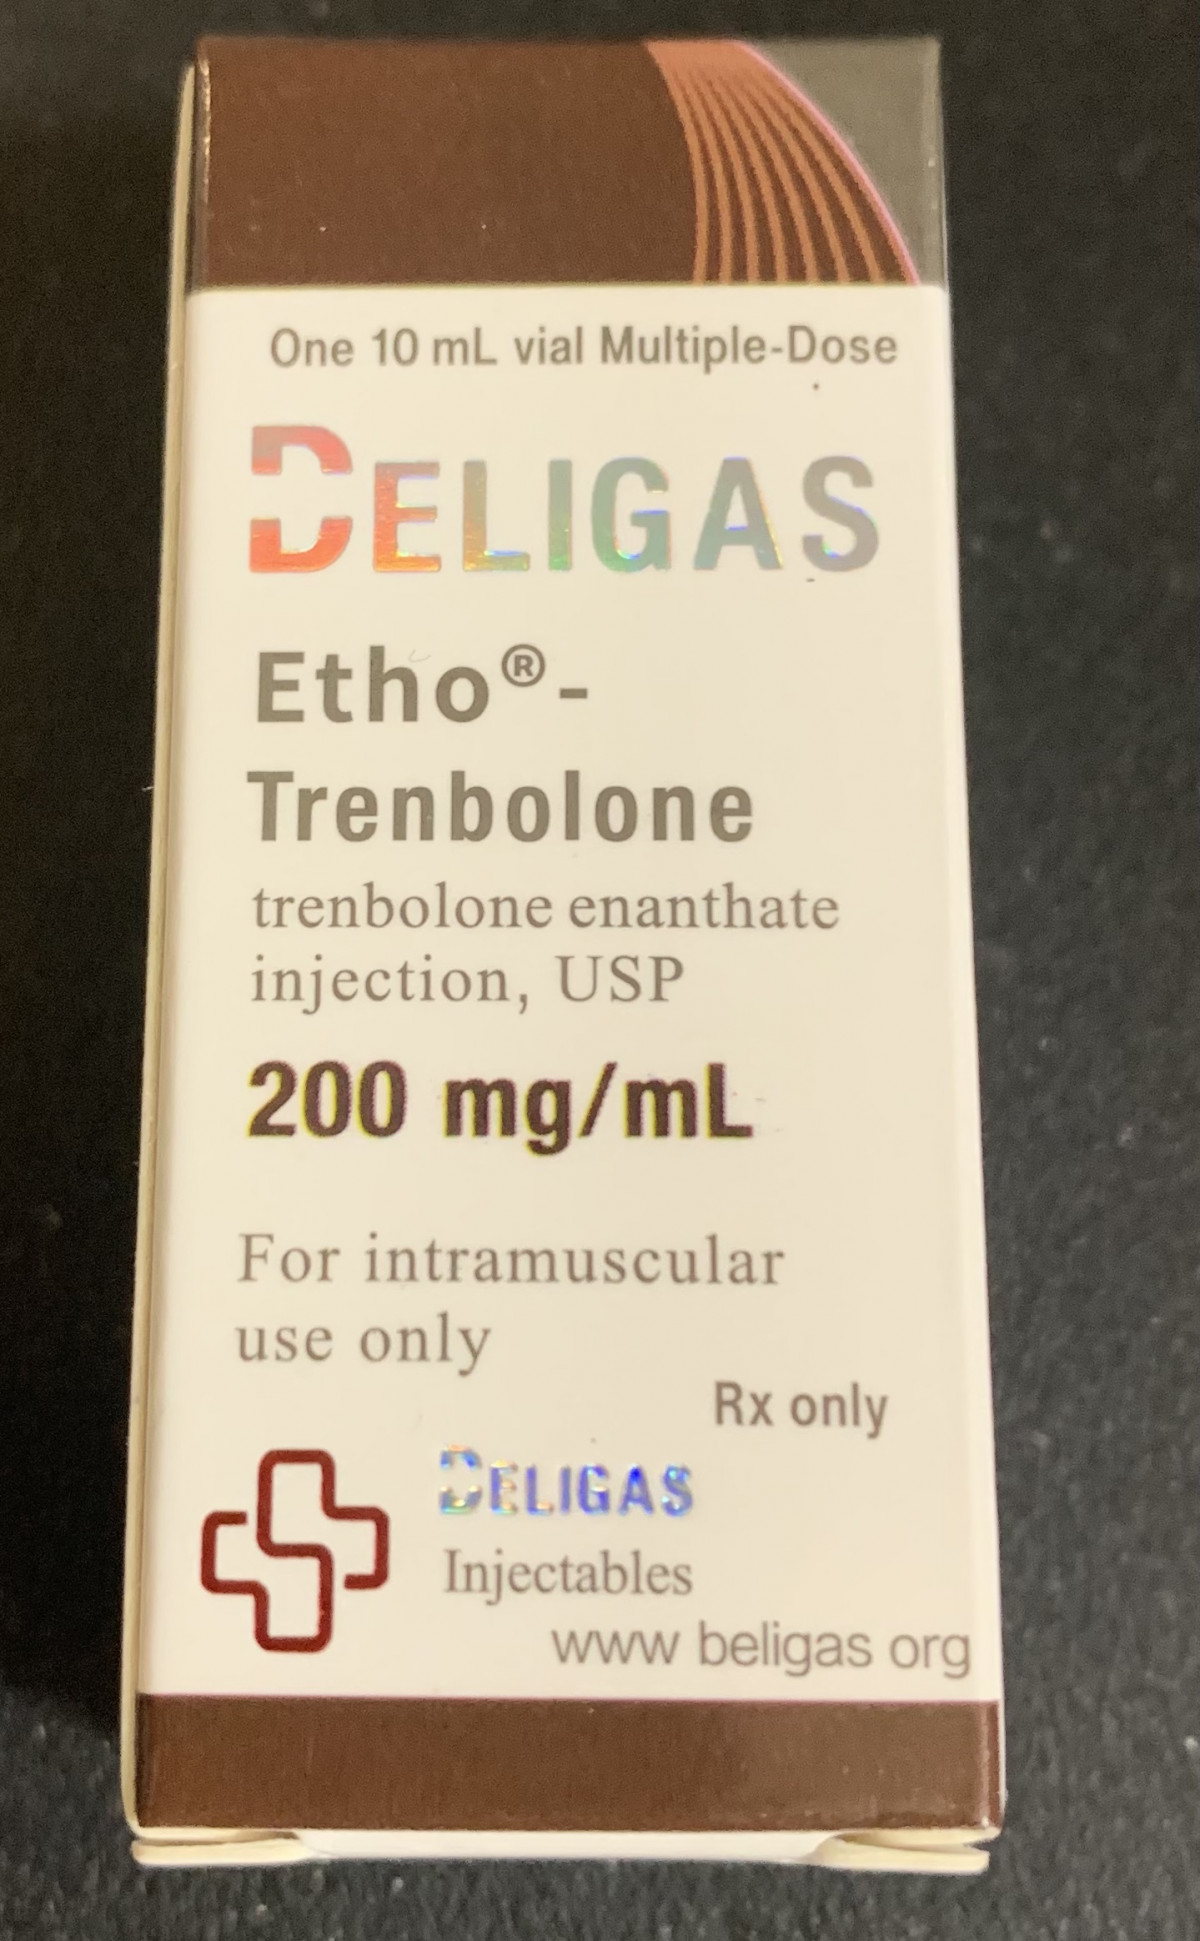 One 10 mL vial Multiple-Dose
BELIGAS
Etho®-
Trenbolone
trenbolone enanthate
injection, USP
200 mg/mL
For intramuscular
use only
Rx only
BELIGAS
Injectables
www beligas org